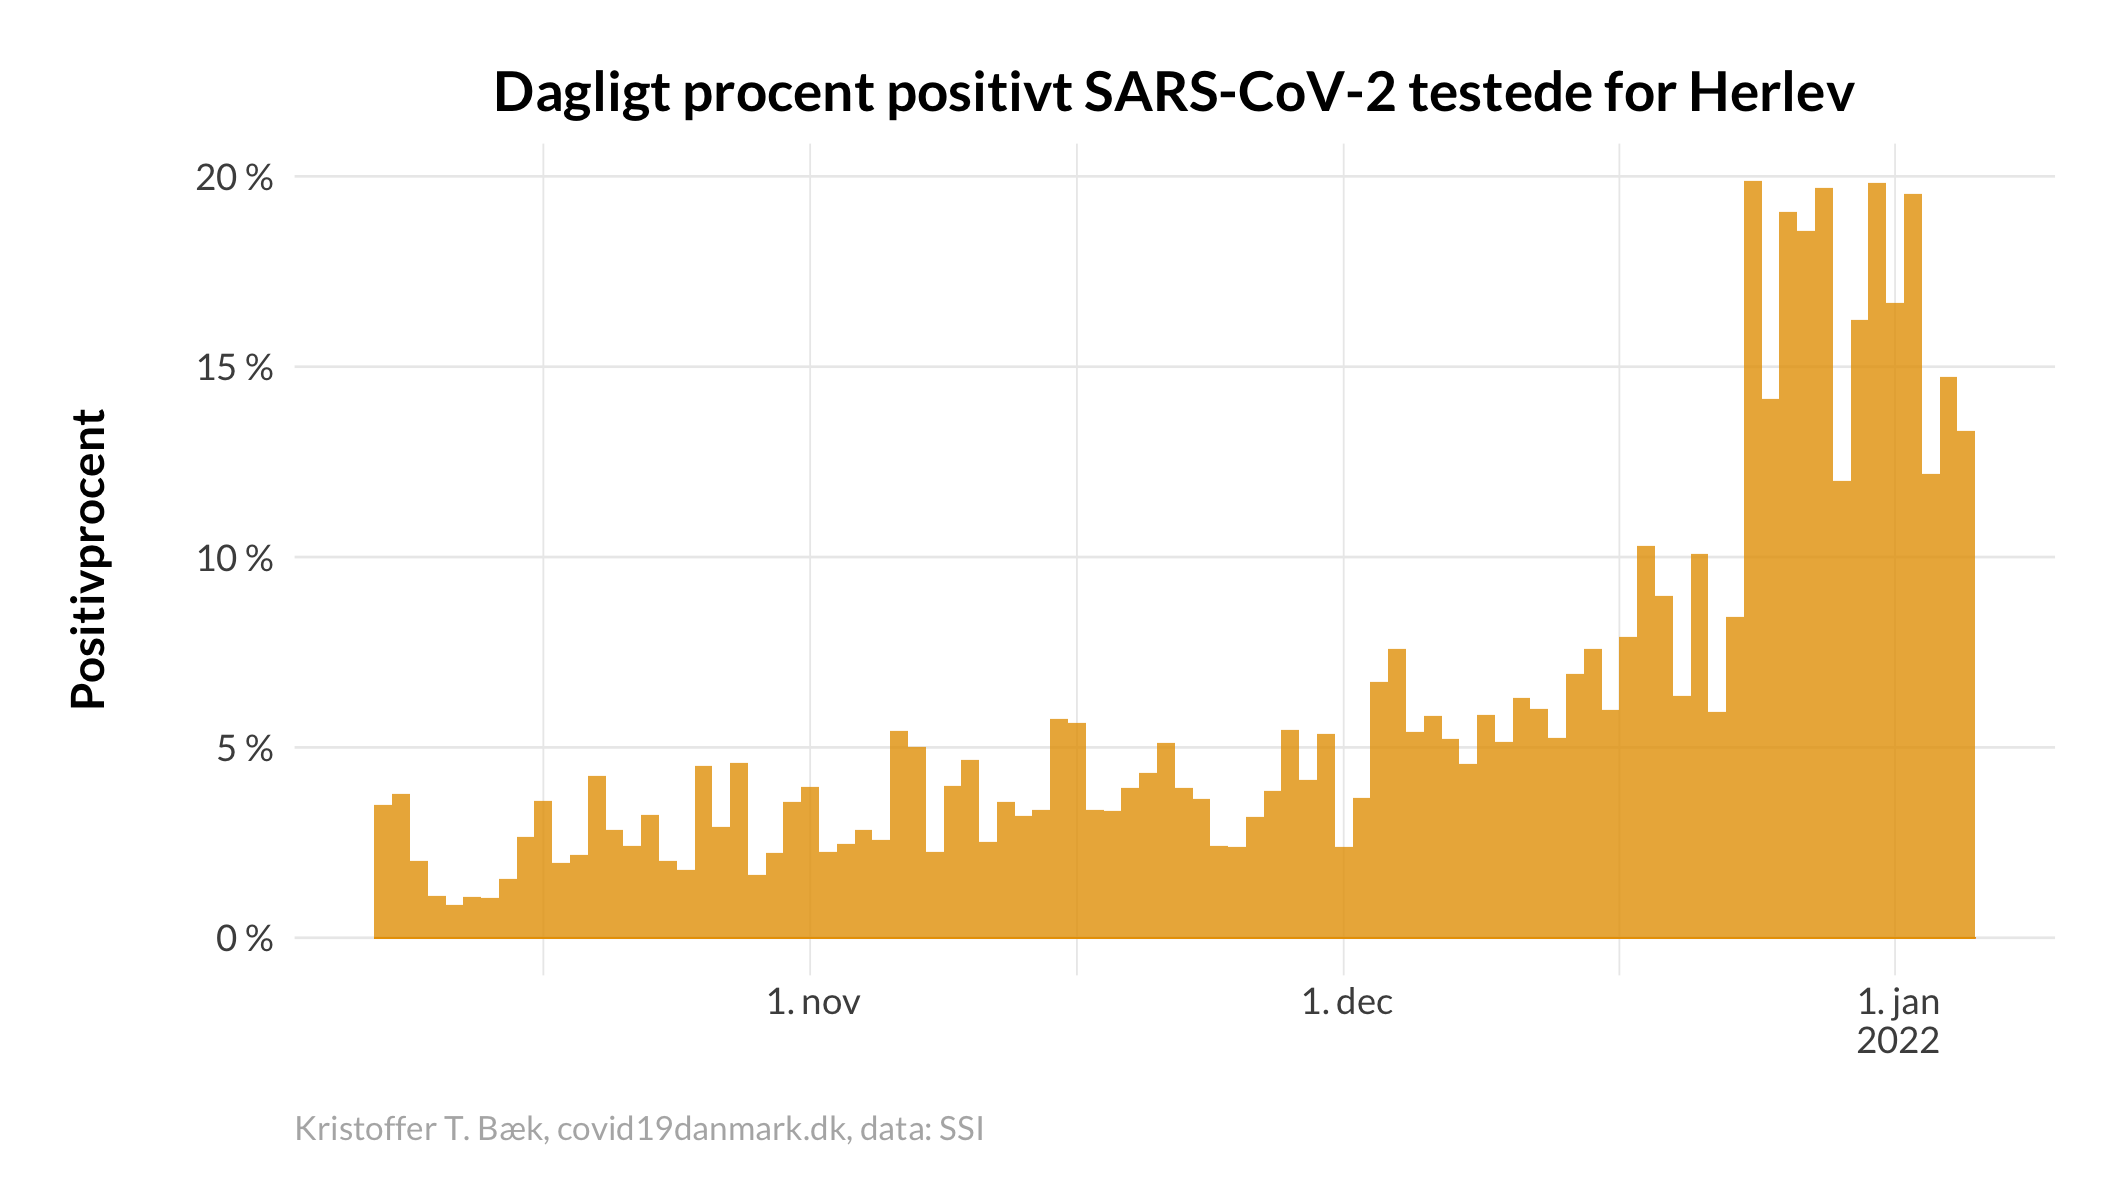 Dagligt procent positivt SARS-CoV-2 testede for Herlev
Positivprocent
20 %
15 %
10 %
5 %
0 %
1. nov
1. dec
1. jan
2022
Kristoffer T. Bæk, covid19danmark.dk, data: SSI